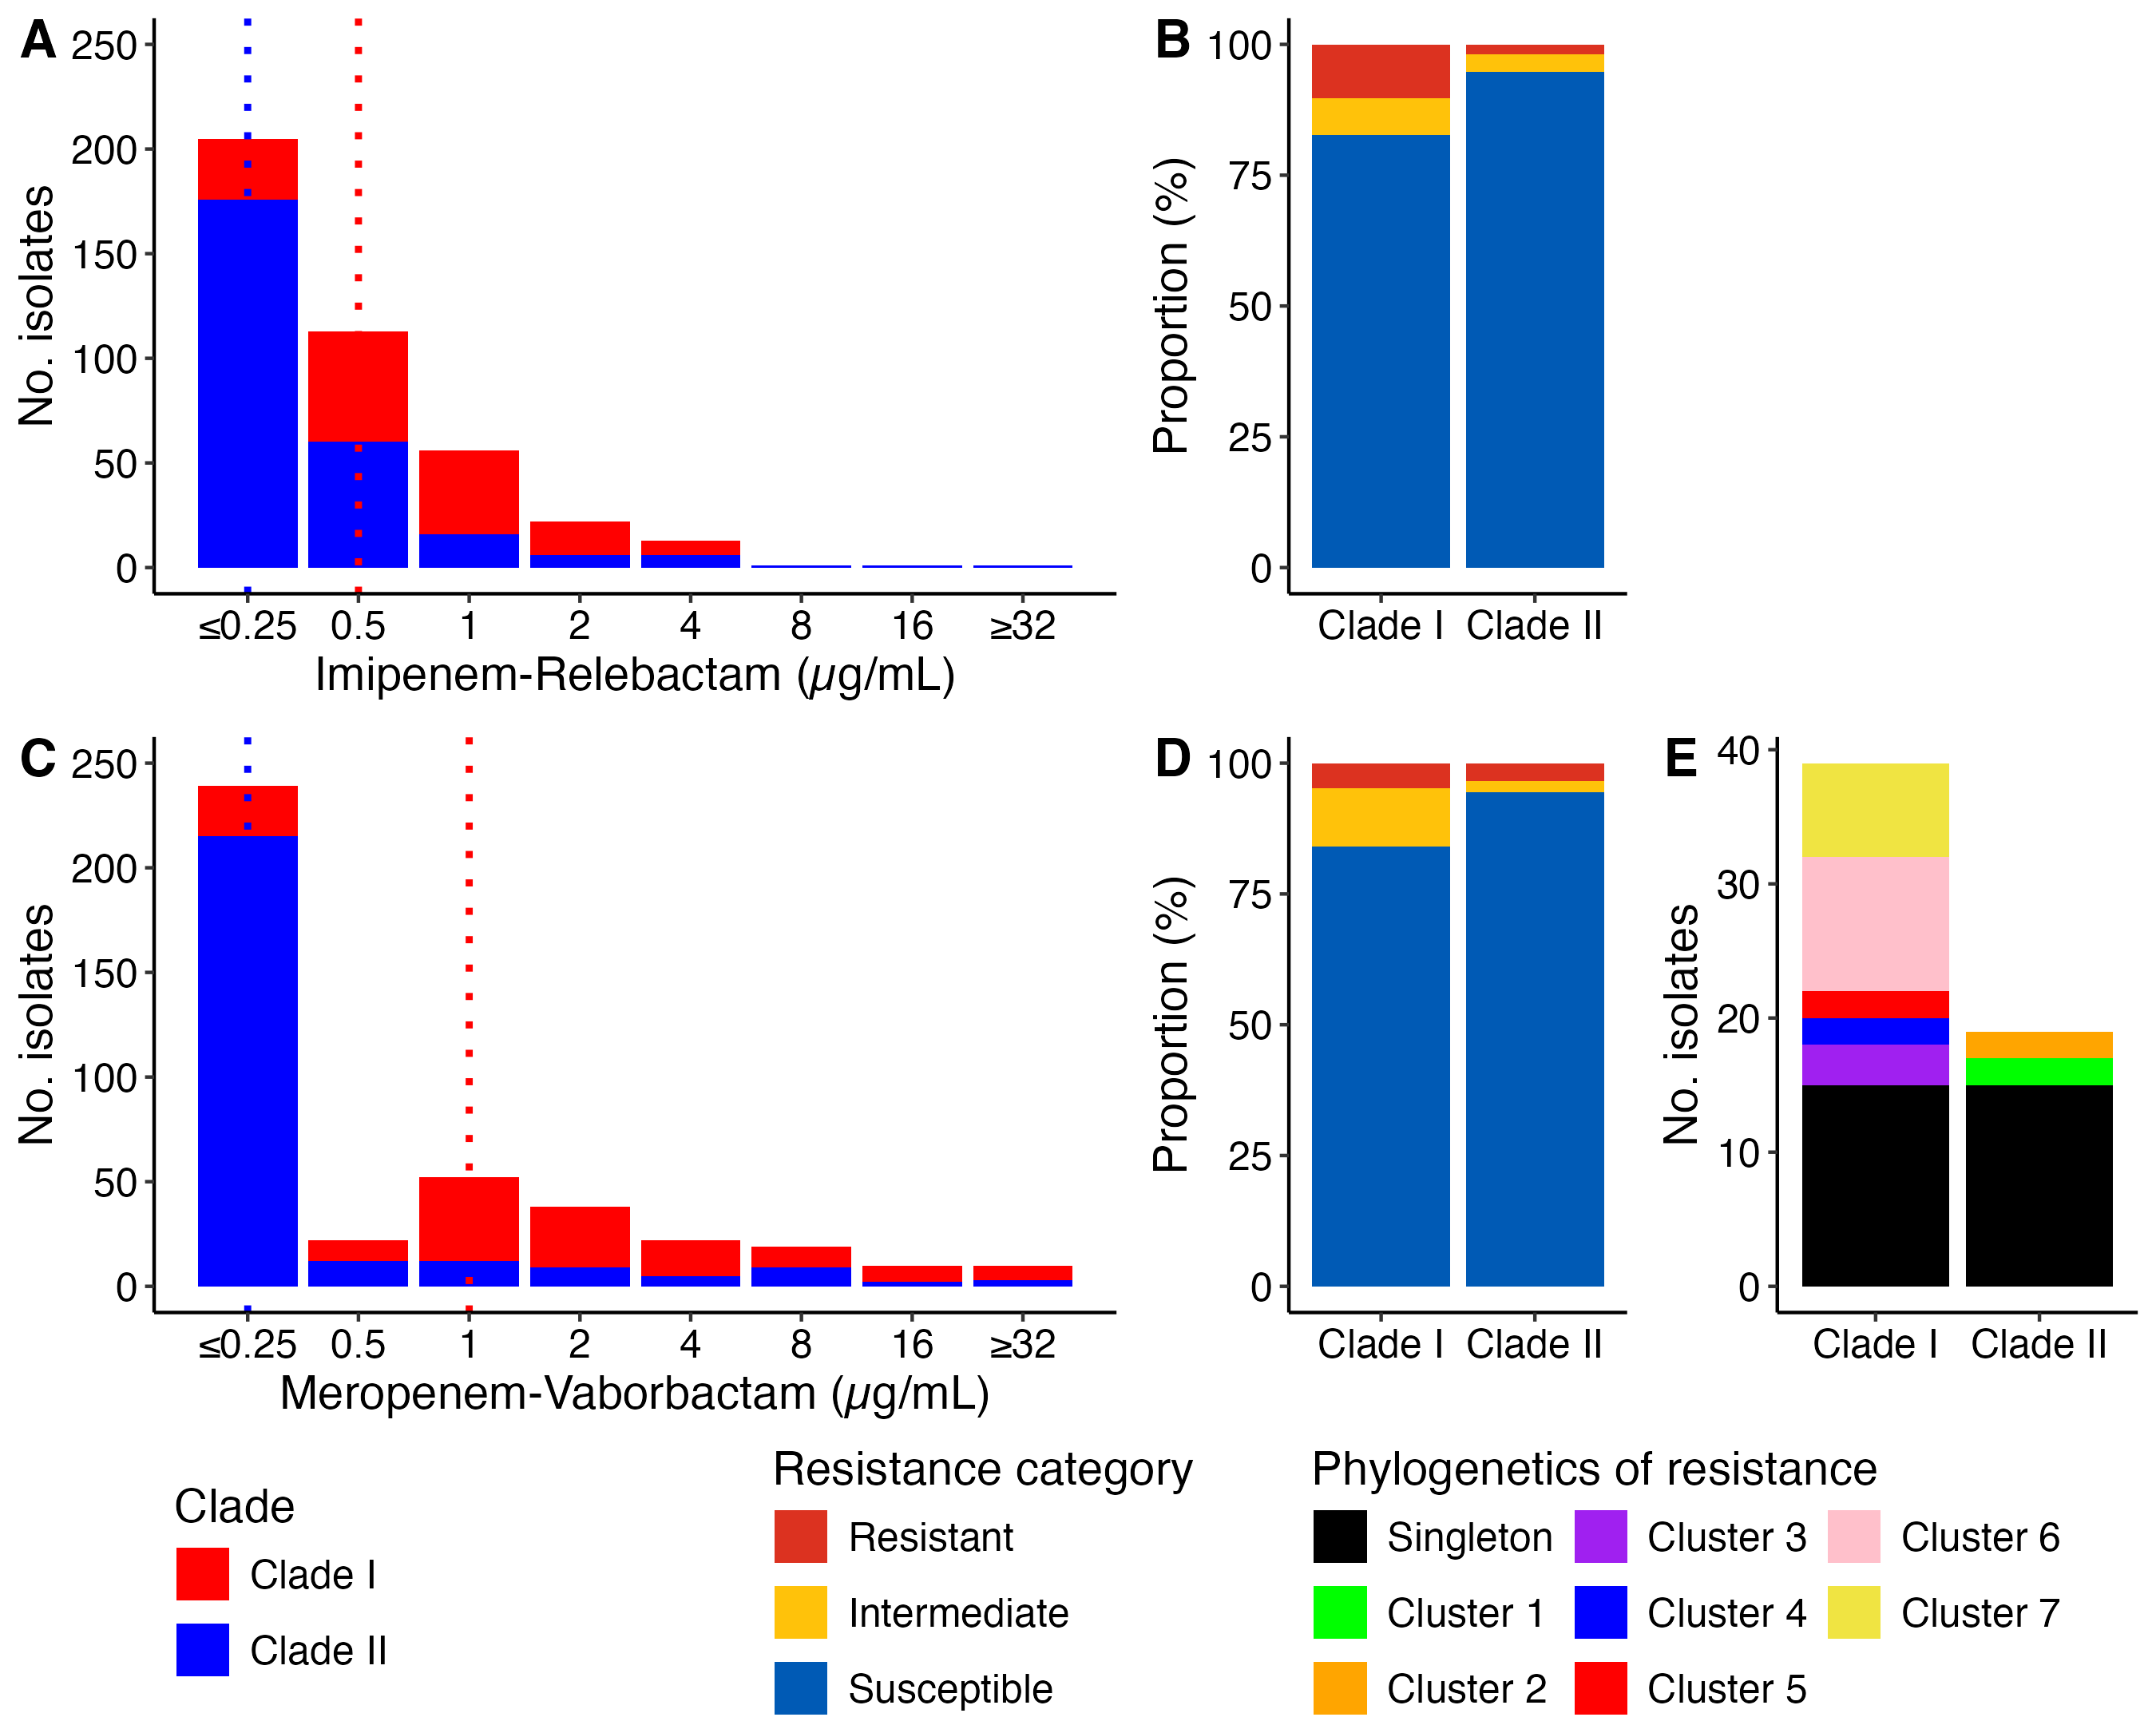 A
250
200
150
100
50
0
No. isolates
≤0.25 0.5 1 2 4 8 16 ≥32
Imipenem-Relebactam (µg/mL)
B
100
75
50
25
0
Proportion (%)
Clade I Clade II
C
250
200
150
100
50
0
No. isolates
≤0.25 0.5 1 2 4 8 16 ≥32
Meropenem-Vaborbactam (µg/mL)
D
100
75
50
25
0
Proportion (%)
Clade I Clade II
E
40
30
20
10
0
No. isolates
Clade I Clade II
Clade
Clade I
Clade II
Resistance category
Resistant
Intermediate
Susceptible
Phylogenetics of resistance
Singleton Cluster 3 Cluster 6
Cluster 1 Cluster 4 Cluster 7
Cluster 2 Cluster 5